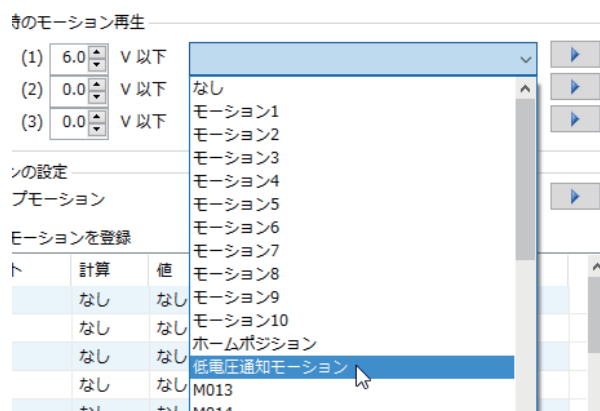 時のモーション再生
(1) 6.0 V 以下
(2) 0.0 V 以下
(3) 0.0 V 以下
なし
モーション1
モーション2
モーション3
モーション4
モーション5
モーション6
モーション7
モーション8
モーション9
モーション10
ホームポジション
低電圧通知モーション
M013
M014
ンの設定
プモーション
モーションを登録
ト 計算 値
なし なし
なし なし
なし なし
なし なし
なし なし